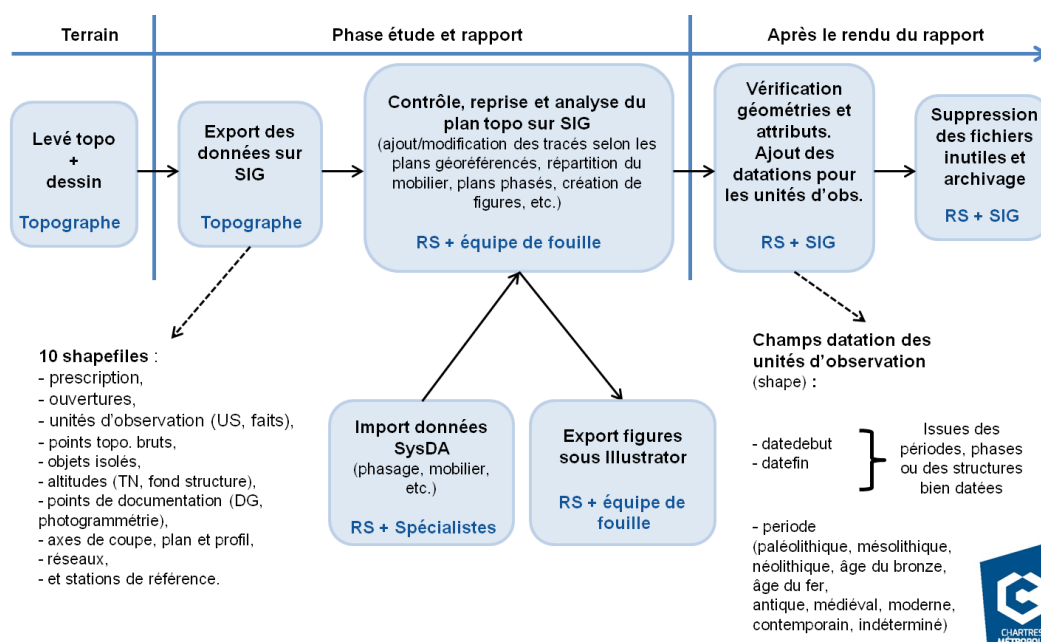 Terrain
Phase étude et rapport
Après le rendu du rapport
Levé topo
+
dessin
Topographe
Export des
données sur
SIG
Topographe
Contrôle, reprise et analyse du
plan topo sur SIG
(ajout/modification des tracés selon les
plans géoréférencés, répartition du
mobilier, plans phasés, création de
figures, etc.)
RS + équipe de fouille
Vérification
géométries et
attributs.
Ajout des
datations pour
les unités d'obs.
RS + SIG
Suppression
des fichiers
inutiles et
archivage
RS + SIG
10 shapefiles :
- prescription,
- ouvertures,
- unités d'observation (US, faits),
- points topo. bruts,
- objets isolés,
- altitudes (TN, fond structure),
- points de documentation (DG,
photogrammétrie),
- axes de coupe, plan et profil,
- réseaux,
- et stations de référence.
Import données
SysDA
(phasage, mobilier,
etc.)
RS + Spécialistes
Export figures
sous Illustrator
RS + équipe de
fouille
Champs datation des
unités d'observation
(shape) :
- datedebut
- datefin
Issues des
périodes, phases
ou des structures
bien datées
- periode
(paléolithique, mésolithique,
néolithique, âge du bronze,
âge du fer,
antique, médiéval, moderne,
contemporain, indéterminé)
CHARTRES
MÉTROPOLE